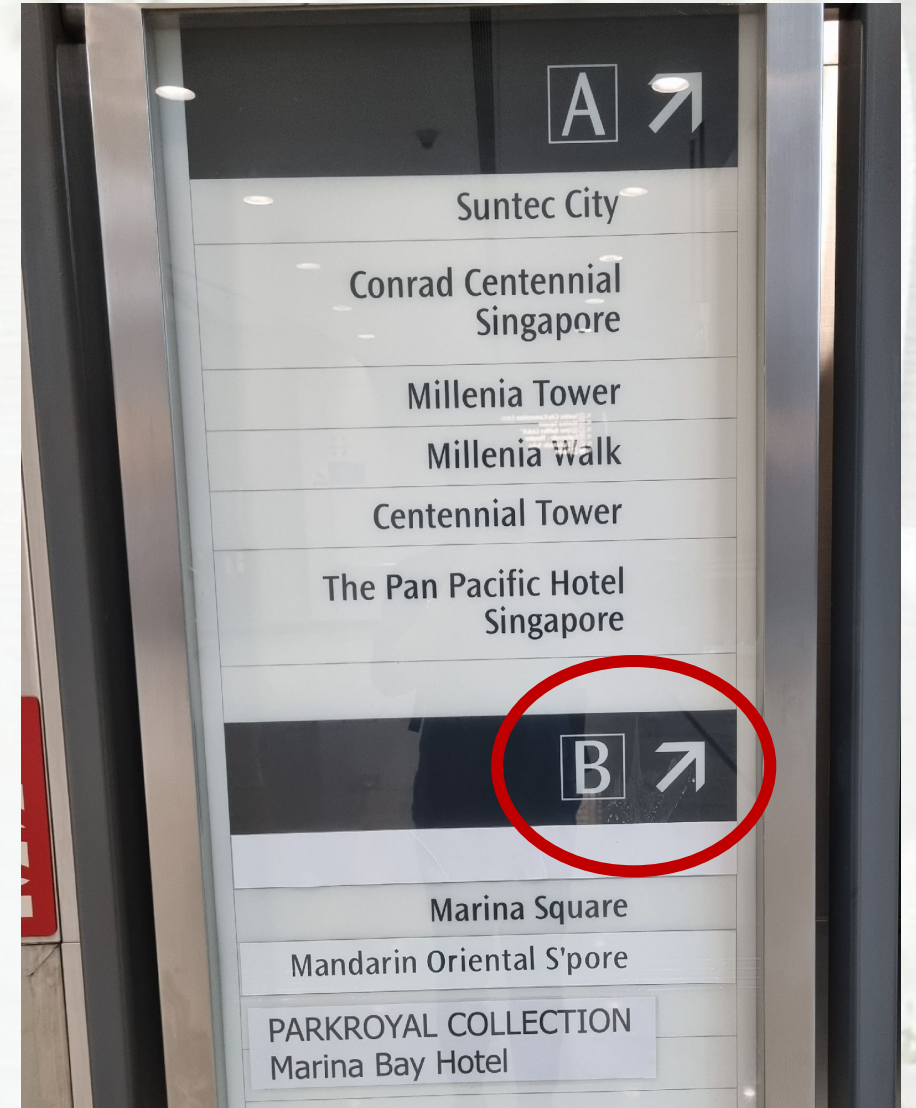 A
Suntec City
Conrad Centennial
Singapore
Millenia Tower
Millenia Walk
Centennial Tower
The Pan Pacific Hotel
Singapore
B
Marina Square
Mandarin Oriental S'pore
PARKROYAL COLLECTION
Marina Bay Hotel